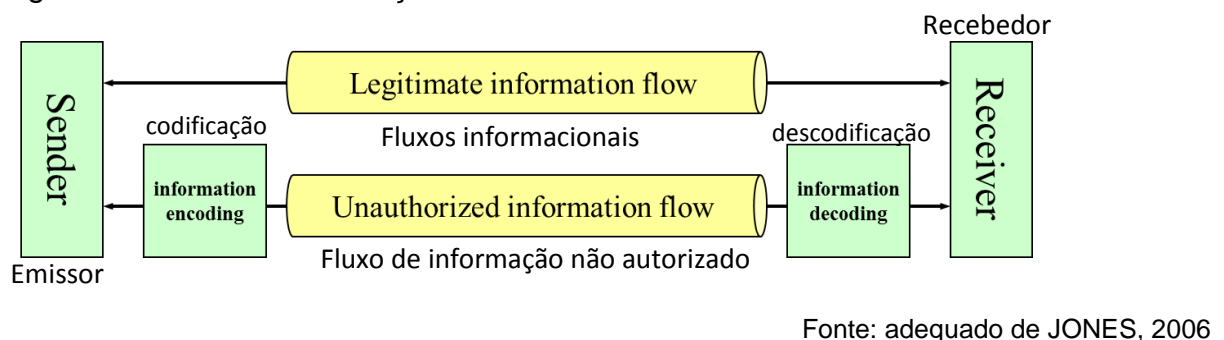 Recebedor
Legitimate information flow
Sender
Receiver
codificação
Fluxos informacionais
descodificação
information
encoding
Unauthorized information flow
information
decoding
Fluxo de informação não autorizado
Emissor
Fonte: adequado de JONES, 2006